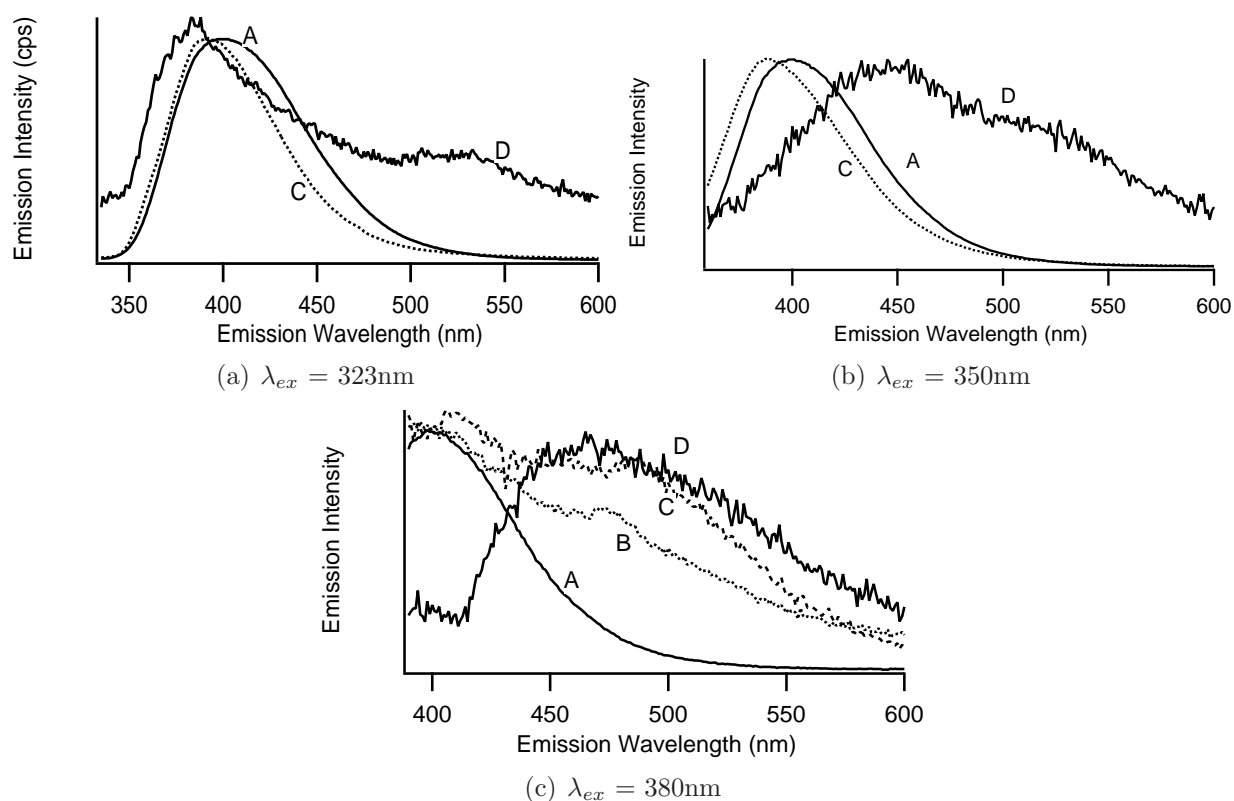 Emission Intensity (cps)
A
C
D
350 400 450 500 550 600
Emission Wavelength (nm)
(a) λex = 323nm
Emission Intensity
D
A
C
400 450 500 550 600
Emission Wavelength (nm)
(b) λex = 350nm
Emission Intensity
D
C
B
A
400 450 500 550 600
Emission Wavelength (nm)
(c) λex = 380nm